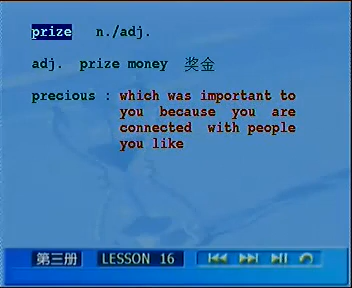 prize n./adj.
adj. prize money 奖金
precious : which was important to
you because you are
connected with people
you like
第三册 LESSON 16